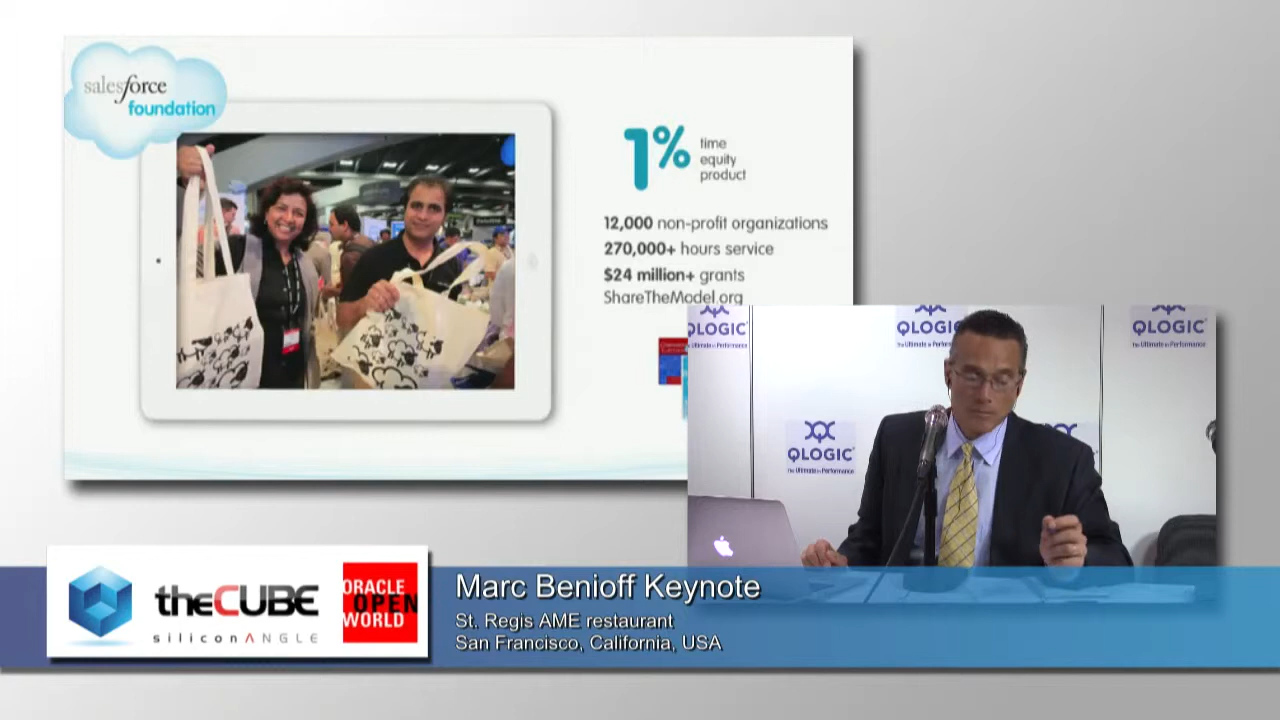 salesforce
foundation
1%
time
equity
product
12,000 non-profit organizations
270,000+ hours service
$24 million+ grants
ShareTheModel.org
QLOGIC
The Ultimate in Performance
QLOGIC
The Ultimate in Performance
QLOGIC
The Ultimate in Performance
QLOGIC
The Ultimate in Performance
theCUBE
siliconANGLE
ORACLE
OPEN
WORLD
Marc Benioff Keynote
St. Regis AME restaurant
San Francisco, California, USA